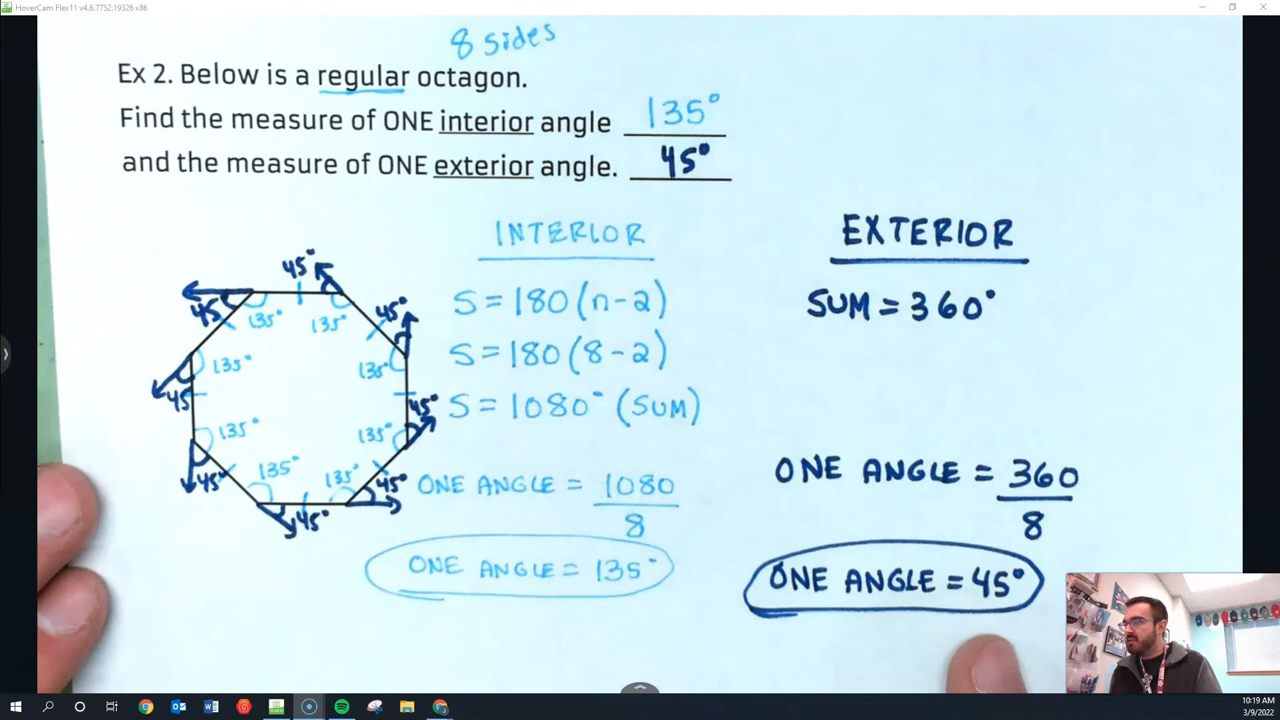 HoverCam Flex11 v4.6.7752.19326 x86
8 sides
Ex 2. Below is a regular octagon.
Find the measure of ONE interior angle 135°
and the measure of ONE exterior angle. 45°
INTERIOR
S = 180(n-2)
S = 180(8-2)
S = 1080° (SUM)
ONE ANGLE = 1080
8
ONE ANGLE = 135°
EXTERIOR
SUM = 360°
ONE ANGLE = 360
8
ONE ANGLE = 45°
45°
45
135°
135°
45°
135°
135°
45
45°
135°
135°
135°
135°
45°
45°
45°
10:19 AM
3/9/2022